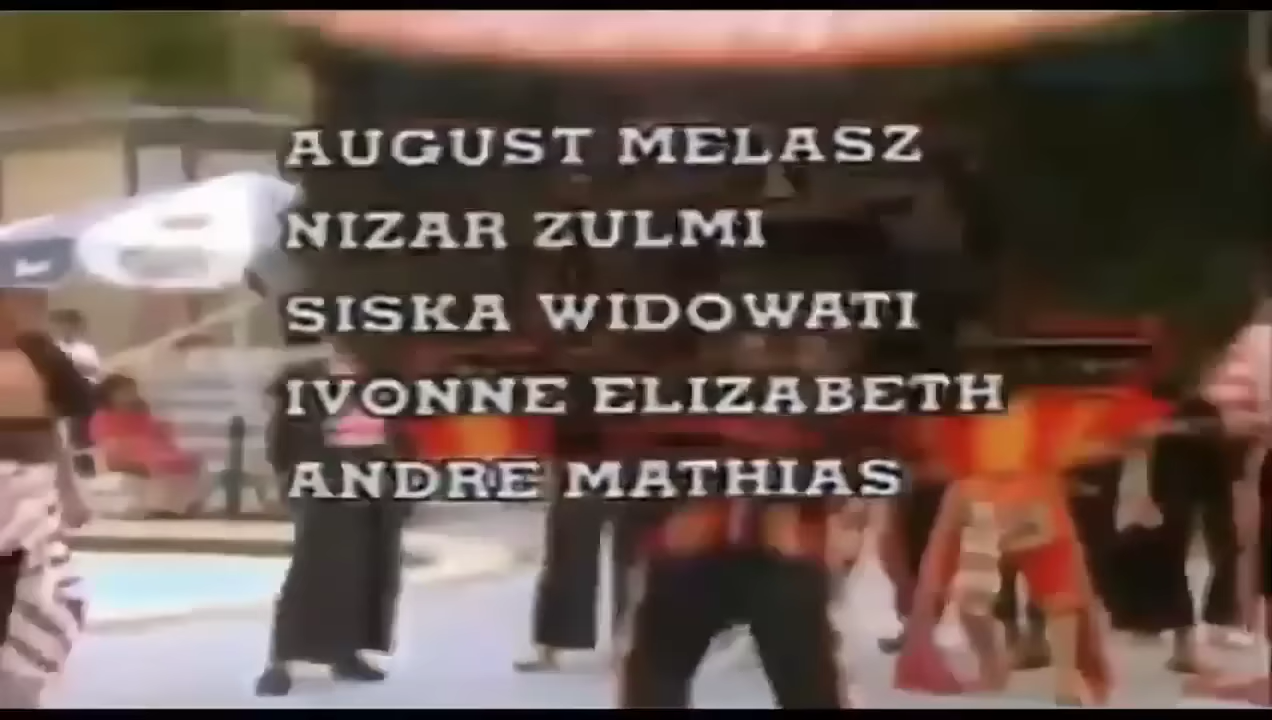 AUGUST MELASZ
NIZAR ZULMI
SISKA WIDOWATI
IVONNE ELIZABETH
ANDRE MATHIAS